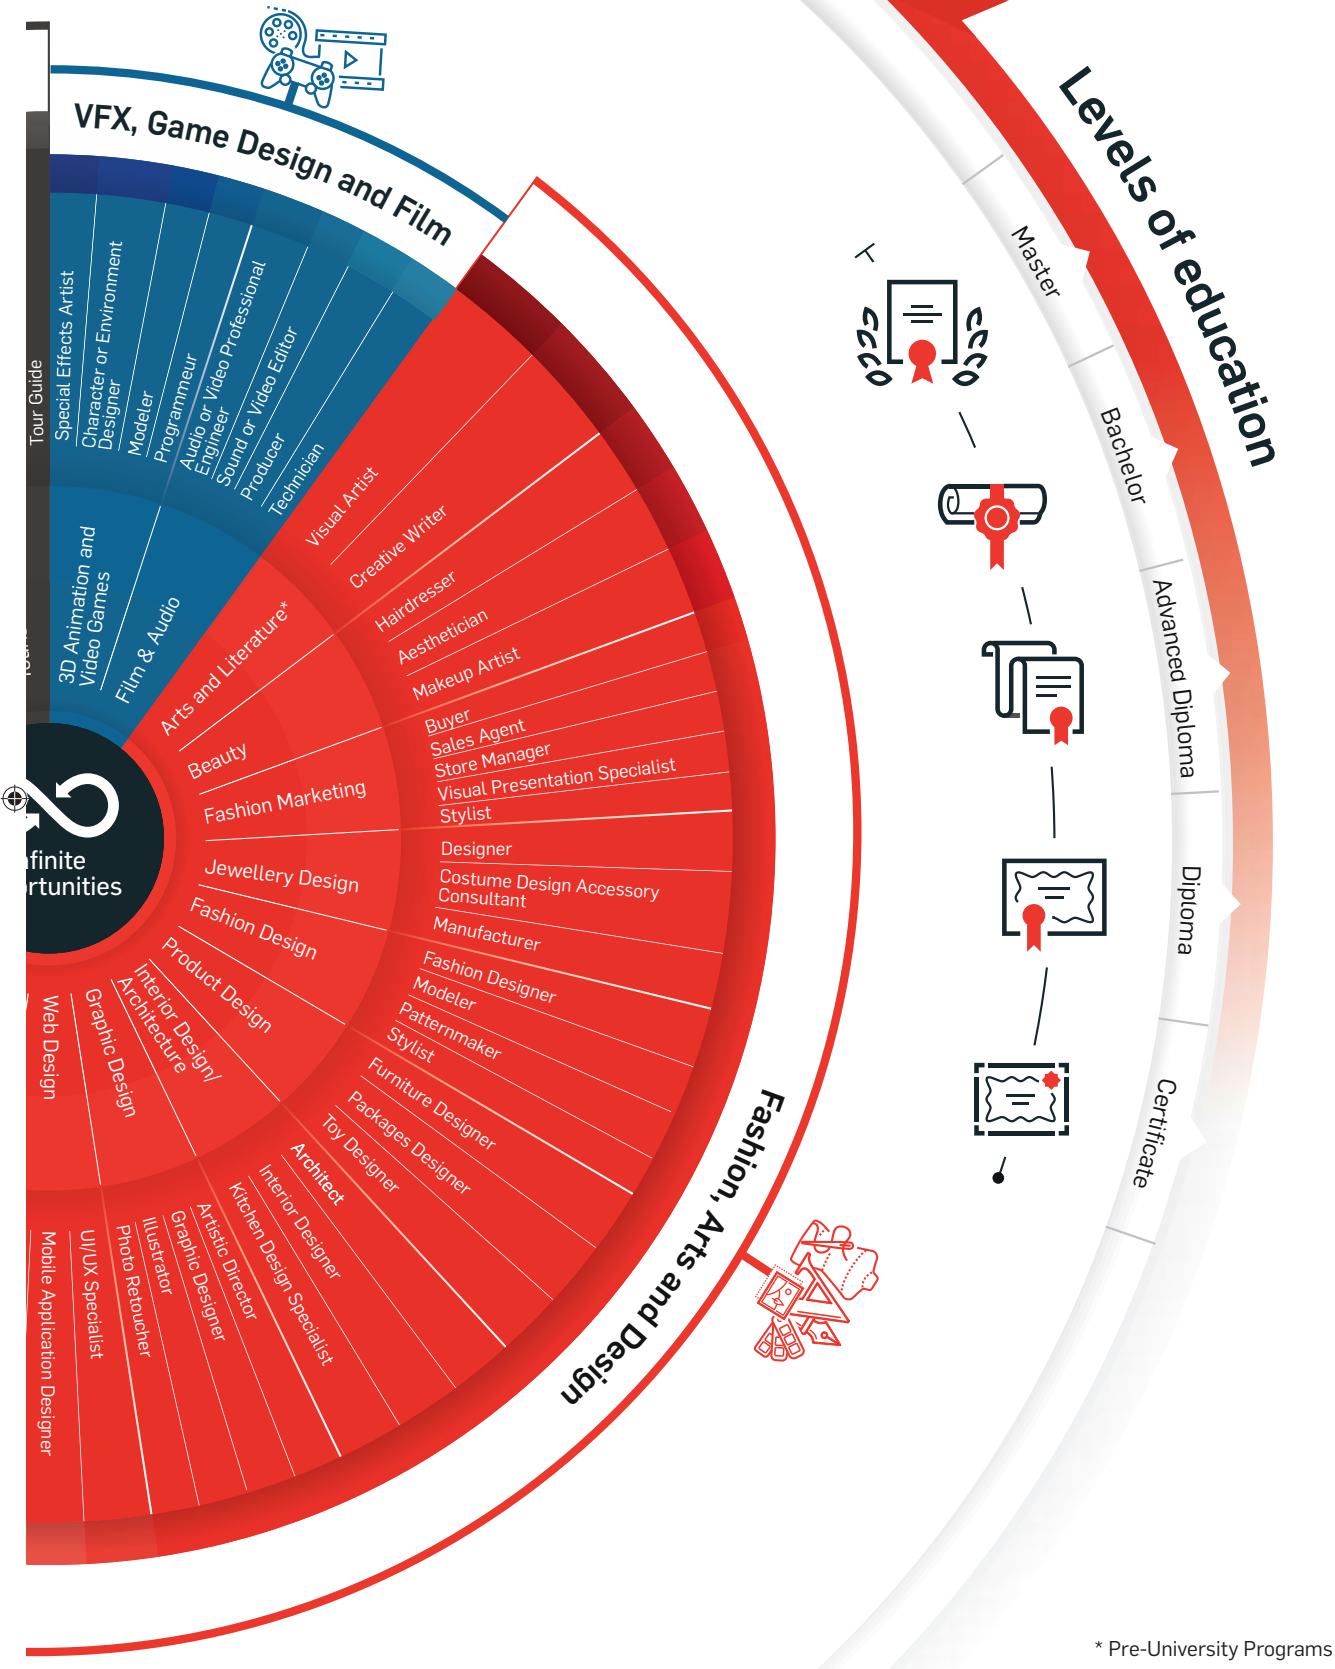 VFX, Game Design and Film
Levels of education
Tour Guide
Special Effects Artist
Character or Environment
Designer
Modeler
Programmeur
Audio or Video Professional
Engineer
Sound or Video Editor
Producer
Technician
3D Animation and
Video Games
Film & Audio
Visual Artist
Creative Writer
Hairdresser
Aesthetician
Makeup Artist
Buyer
Sales Agent
Store Manager
Visual Presentation Specialist
Stylist
Designer
Costume Design Accessory
Consultant
Manufacturer
Fashion Designer
Modeler
Patternmaker
Stylist
Furniture Designer
Packages Designer
Toy Designer
Architect
Interior Designer
Kitchen Design Specialist
Artistic Director
Graphic Designer
Illustrator
Photo Retoucher
UI/UX Specialist
Mobile Application Designer
Arts and Literature*
Beauty
Fashion Marketing
Jewellery Design
Fashion Design
Product Design
Interior Design/
Architecture
Graphic Design
Web Design
finite
rtunities
Fashion, Arts and Design
Master
Bachelor
Advanced Diploma
Diploma
Certificate
* Pre-University Programs